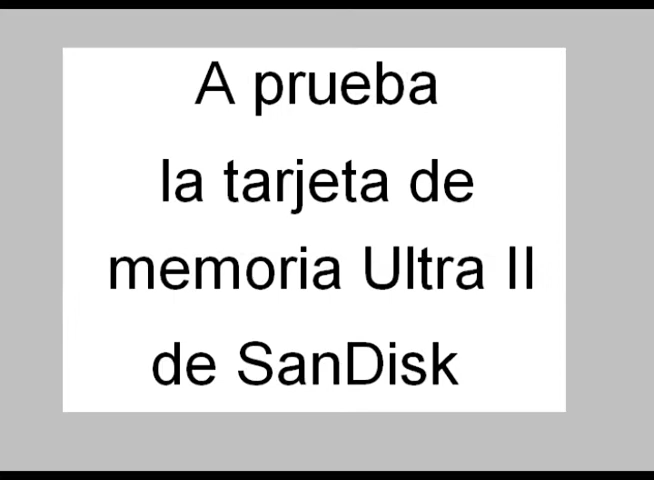 A prueba
la tarjeta de
memoria Ultra II
de SanDisk